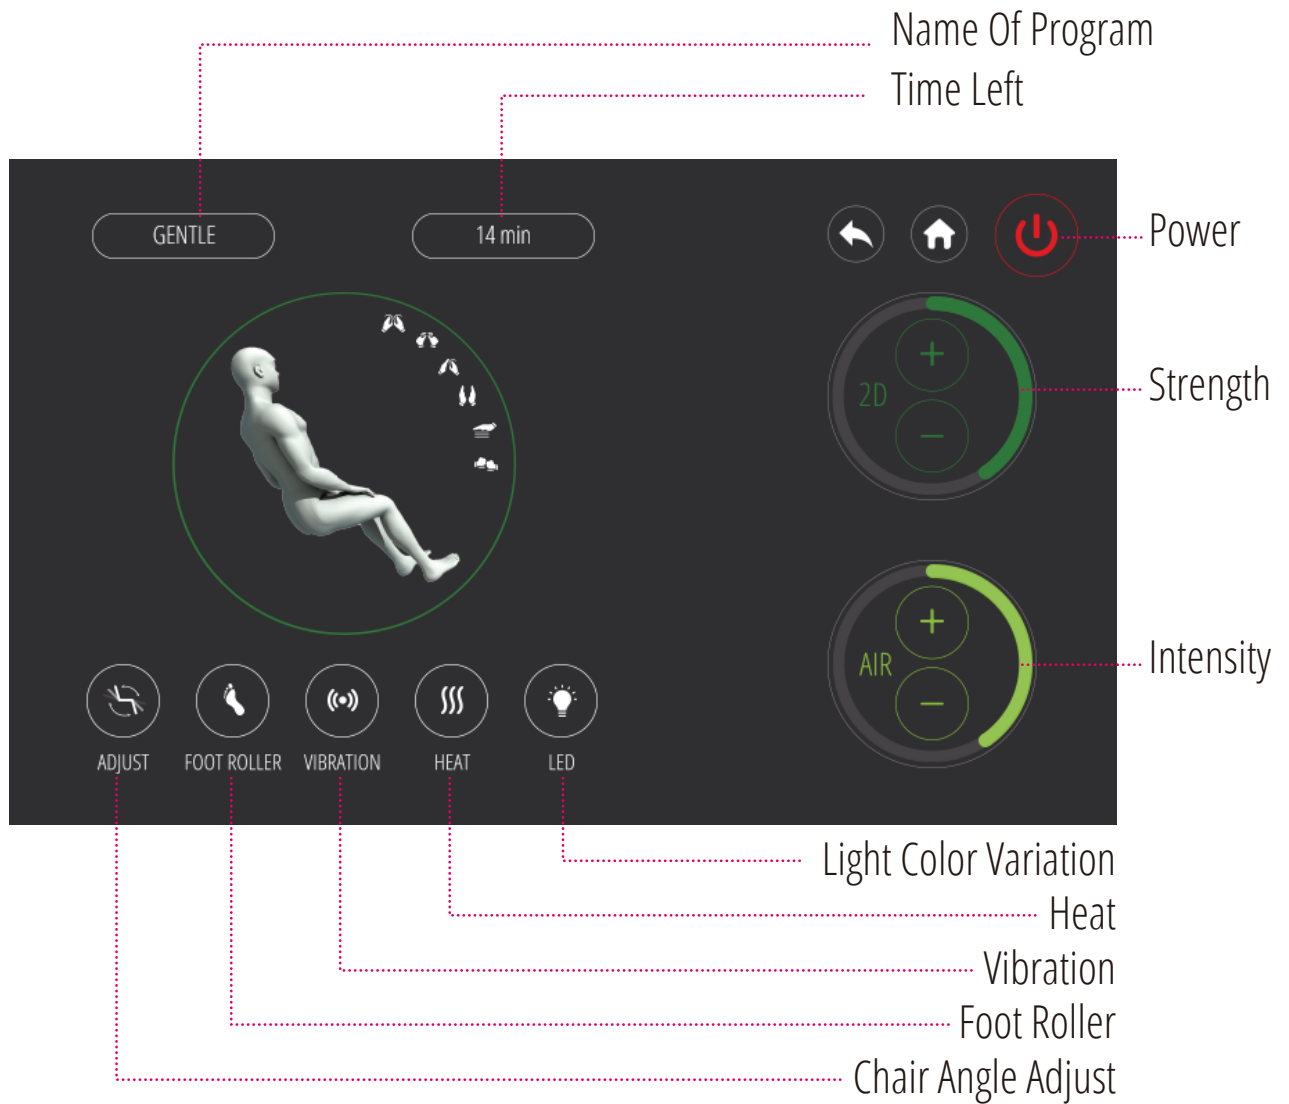 Name Of Program
Time Left
GENTLE
14 min
Power
2D
Strength
AIR
Intensity
ADJUST
FOOT ROLLER
VIBRATION
HEAT
LED
Light Color Variation
Heat
Vibration
Foot Roller
Chair Angle Adjust